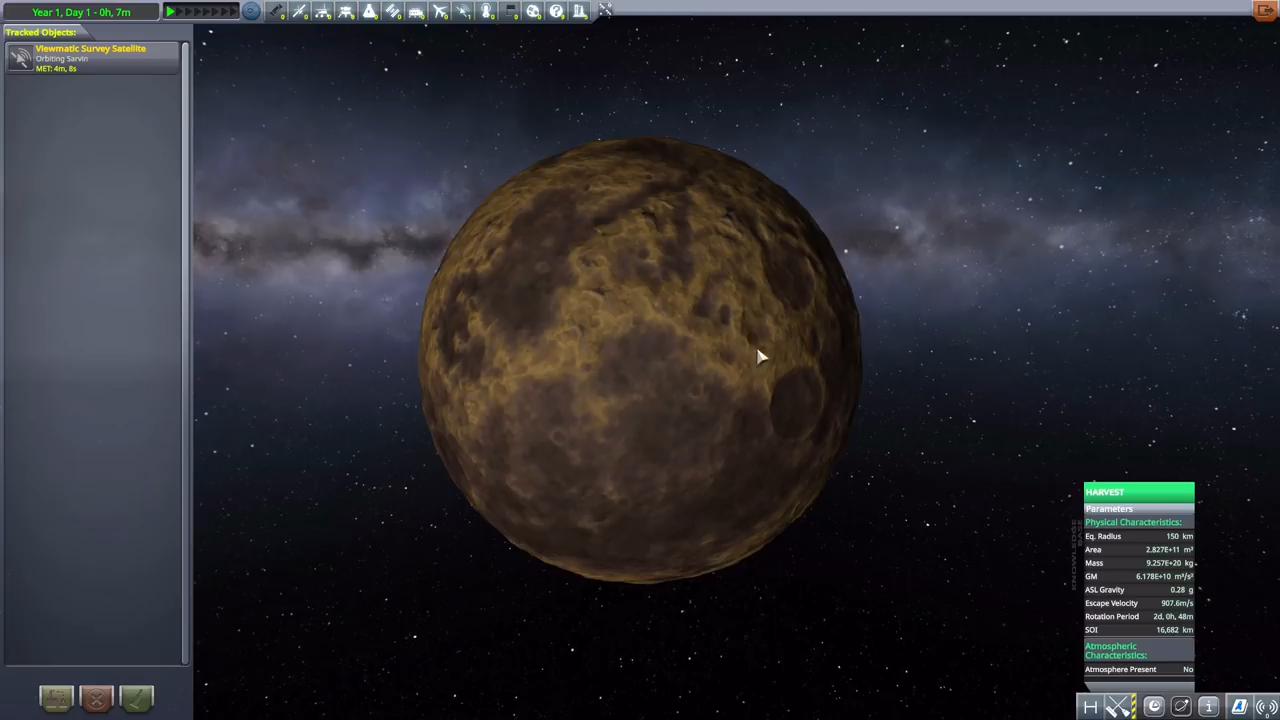 Year 1, Day 1 - 0h, 7m
Tracked Objects:
Viewmatic Survey Satellite
Orbiting Sarvin
MET: 4m, 8s
HARVEST
Parameters
Physical Characteristics:
Eq. Radius 150 km
Area 2.827E+11 m²
Mass 9.257E+20 kg
GM 6.178E+10 m³/s²
ASL Gravity 0.28 g
Escape Velocity 907.6m/s
Rotation Period 2d, 0h, 48m
SOI 16,682 km
Atmospheric
Characteristics:
Atmosphere Present No
KNOWLEDGE BASE